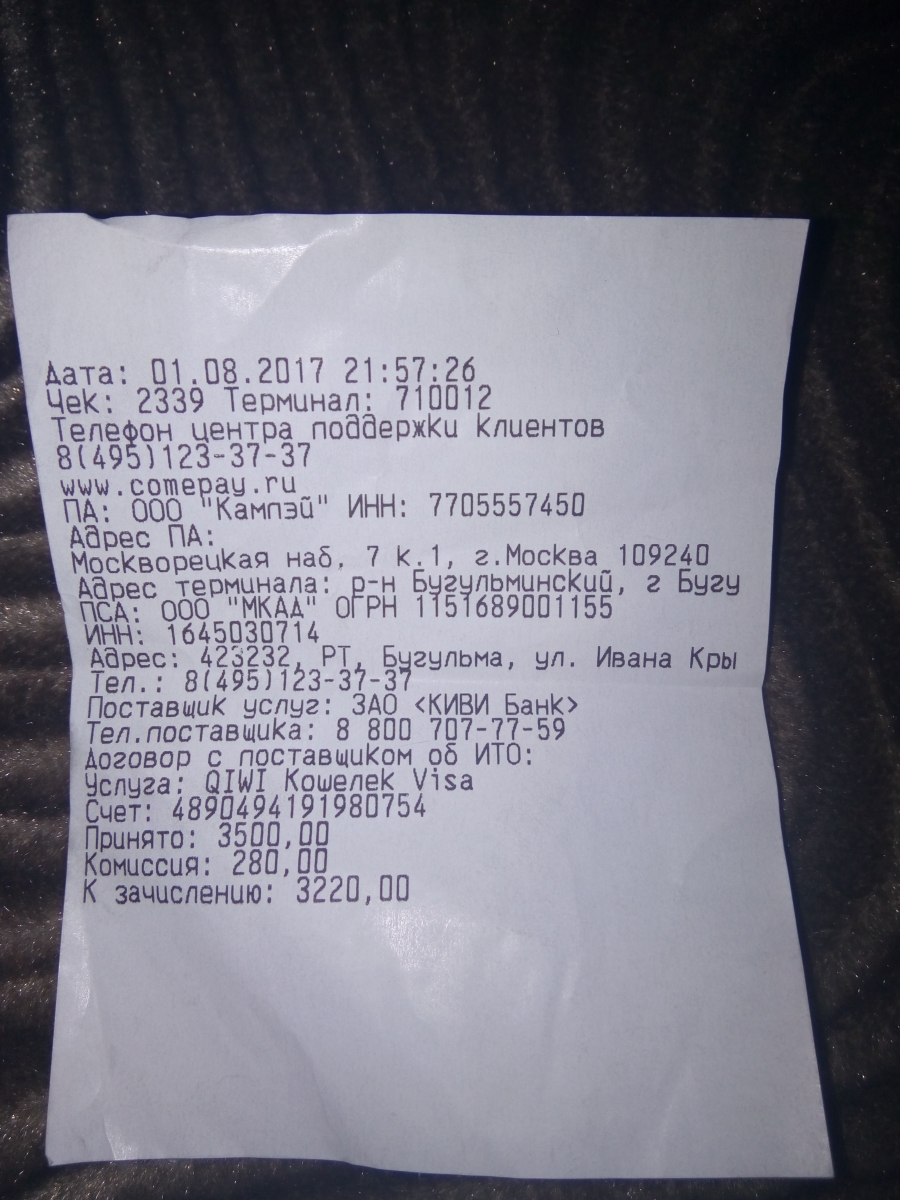 Дата: 01.08.2017 21:57:26
Чек: 2339 Терминал: 710012
Телефон центра поддержки клиентов
8(495)123-37-37
www.comepay.ru
ПА: ООО "Кампэй" ИНН: 7705557450
Адрес ПА:
Москворецкая наб. 7 к.1, г.Москва 109240
Адрес терминала: р-н Бугульминский, г Бугу
ПСА: ООО "МКАД" ОГРН 1151689001155
ИНН: 1645030714
Адрес: 423232, РТ, Бугульма, ул. Ивана Кры
Тел.: 8(495)123-37-37
Поставщик услуг: ЗАО <КИВИ Банк>
Тел.поставщика: 8 800 707-77-59
Договор с поставщиком об ИТО:
Услуга: QIWI Кошелек Visa
Счет: 4890494191980754
Принято: 3500,00
Комиссия: 280,00
К зачислению: 3220,00